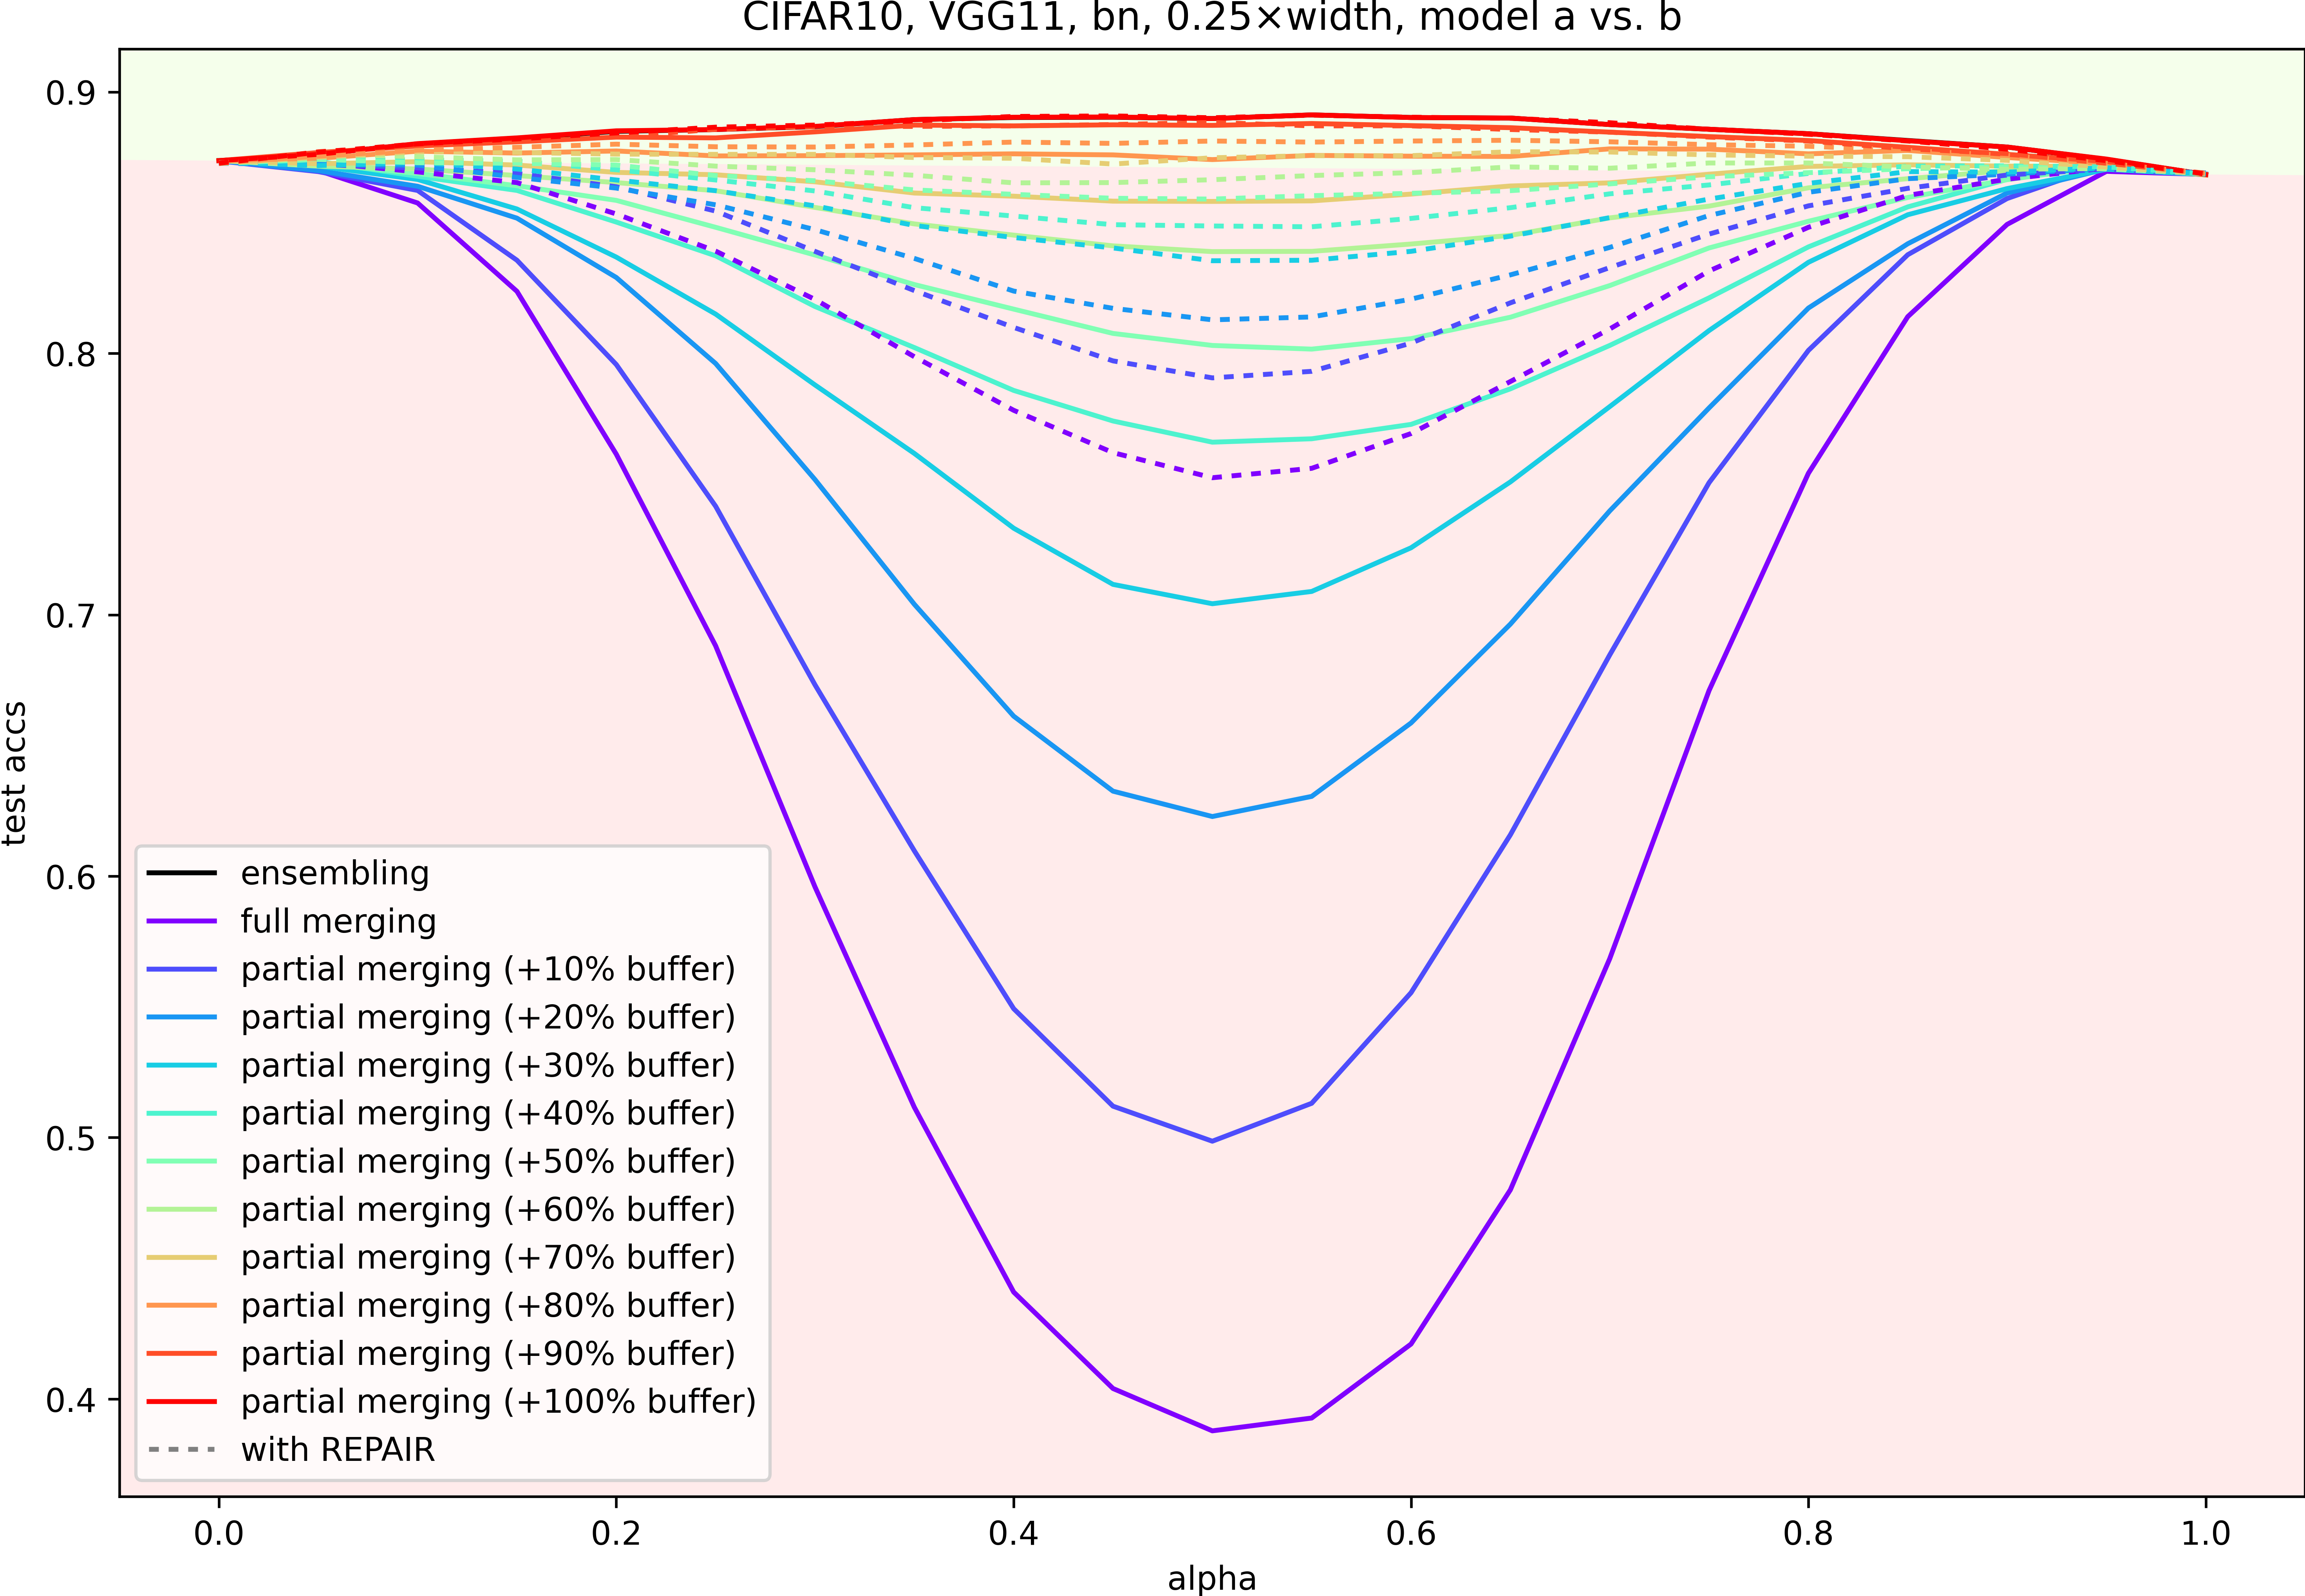 CIFAR10, VGG11, bn, 0.25×width, model a vs. b
0.9
0.8
0.7
0.6
0.5
0.4
test accs
ensembling
full merging
partial merging (+10% buffer)
partial merging (+20% buffer)
partial merging (+30% buffer)
partial merging (+40% buffer)
partial merging (+50% buffer)
partial merging (+60% buffer)
partial merging (+70% buffer)
partial merging (+80% buffer)
partial merging (+90% buffer)
partial merging (+100% buffer)
with REPAIR
0.0 0.2 0.4 0.6 0.8 1.0
alpha